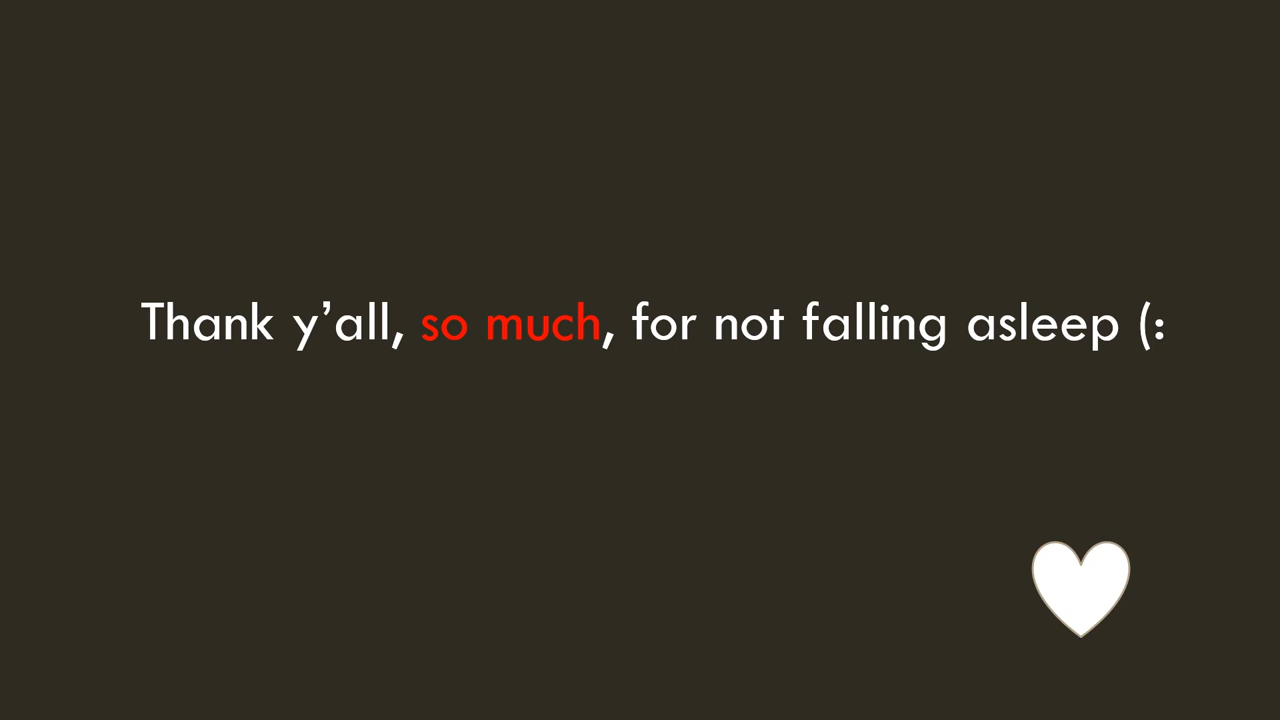 Thank y’all, so much, for not falling asleep (: